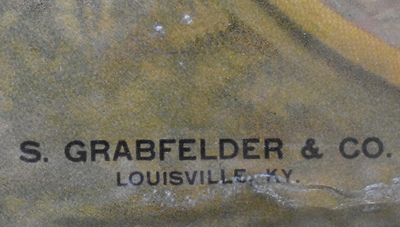 S. GRABFELDER & CO.
LOUISVILLE, KY.